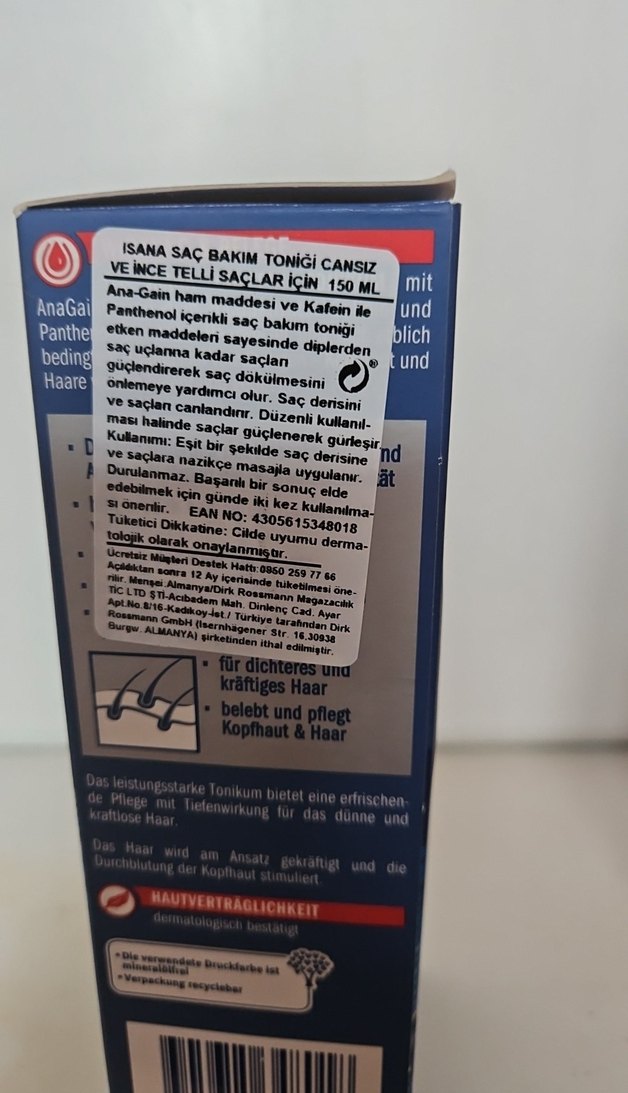 ISANA SAÇ BAKIM TONİĞİ CANSIZ
VE İNCE TELLİ SAÇLAR İÇİN 150 ML
Ana-Gain ham maddesi ve Kafein ile
Panthenol içerikli saç bakım toniği
etken maddeleri sayesinde diplerden
saç uçlarına kadar saçları
güçlendirerek saç dökülmesini
önlemeye yardımcı olur. Saç derisini
ve saçları canlandırır. Düzenli kullanıl-
ması halinde saçlar güçlenerek gürleşir
Kullanımı: Eşit bir şekilde saç derisine
ve saçlara nazikçe masajla uygulanır.
Durulanmaz. Başarılı bir sonuç elde
edebilmek için günde iki kez kullanılma-
sı önerilir. EAN NO: 4305615348018
Tüketici Dikkatine: Cilde uyumu derma-
tolojik olarak onaylanmıştır.
Ücretsiz Müşteri Destek Hattı:0850 259 77 66
Açıldıktan sonra 12 Ay içerisinde tüketilmesi öne-
rilir. Menşei:Almanya/Dirk Rossmann Magazacılık
TİC LTD ŞTİ-Acıbadem Mah. Dinlenç Cad. Ayar
Apt.No.8/16-Kadıköy-İst./ Türkiye tarafından Dirk
Rossmann GmbH (Isernhägener Str. 16.30938
Burgw. ALMANYA) şirketinden ithal edilmiştir.
mit
AnaGai und
Panthe blich
beding t und
Haare
D nd
A ät
für dichteres und
kräftiges Haar
belebt und pflegt
Kopfhaut & Haar
Das leistungsstarke Tonikum bietet eine erfrischen-
de Pflege mit Tiefenwirkung für das dünne und
kraftlose Haar.
Das Haar wird am Ansatz gekräftigt und die
Durchblutung der Kopfhaut stimuliert.
HAUTVERTRÄGLICHKEIT
dermatologisch bestätigt
• Die verwendete Druckfarbe ist
mineralölfrei
• Verpackung recycelbar